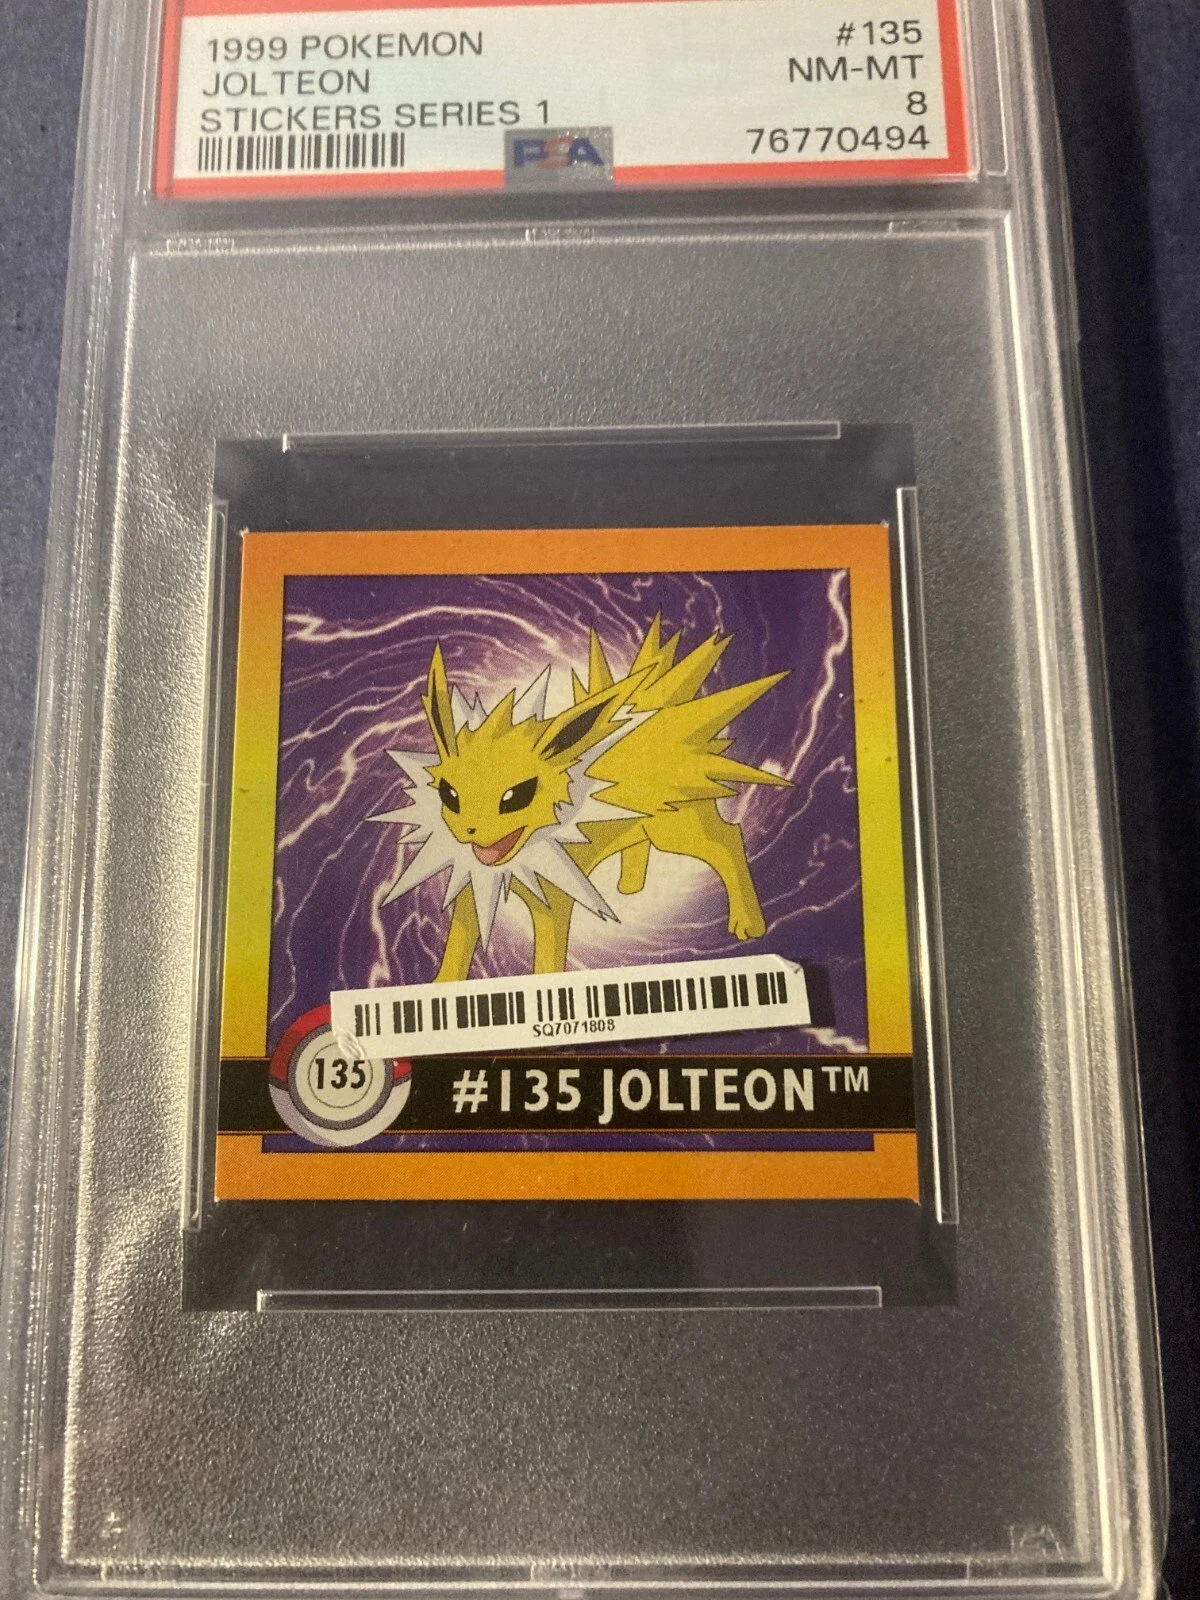 1999 POKEMON #135
JOLTEON NM-MT
STICKERS SERIES 1 8
PSA 76770494
SQ7071808
135
#135 JOLTEON™